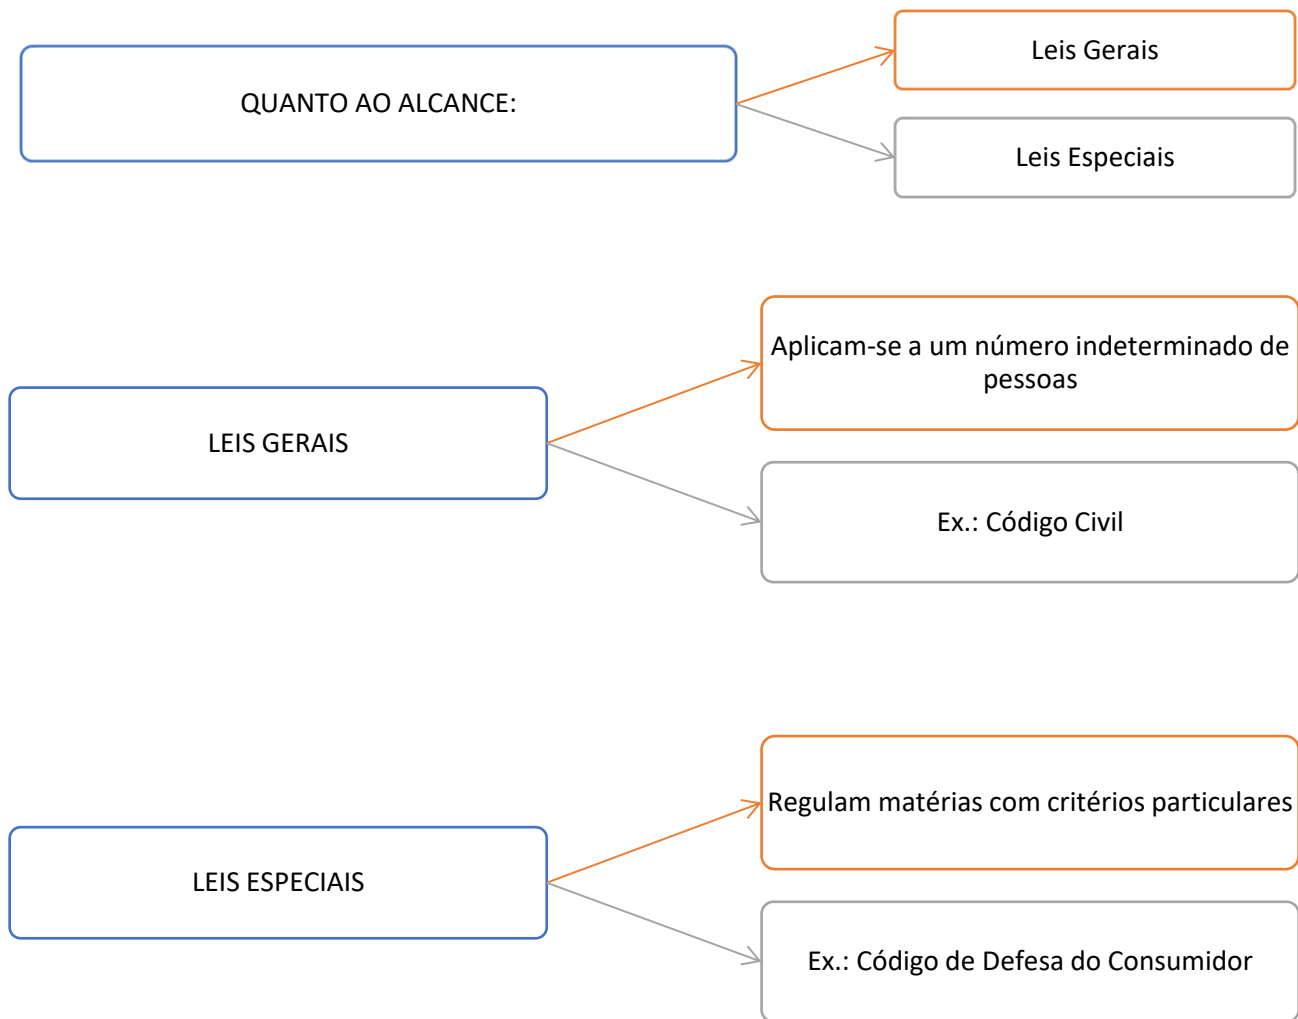 QUANTO AO ALCANCE:
Leis Gerais
Leis Especiais
LEIS GERAIS
Aplicam-se a um número indeterminado de
pessoas
Ex.: Código Civil
LEIS ESPECIAIS
Regulam matérias com critérios particulares
Ex.: Código de Defesa do Consumidor